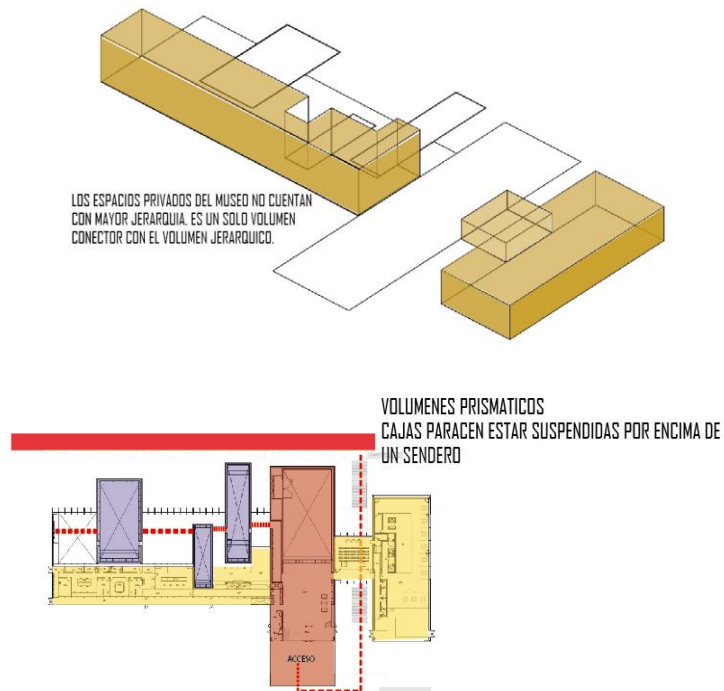 LOS ESPACIOS PRIVADOS DEL MUSEO NO CUENTAN
CON MAYOR JERARQUIA. ES UN SOLO VOLUMEN
CONECTOR CON EL VOLUMEN JERARQUICO.
VOLUMENES PRISMATICOS
CAJAS PARACEN ESTAR SUSPENDIDAS POR ENCIMA DE
UN SENDERO
ACCESO